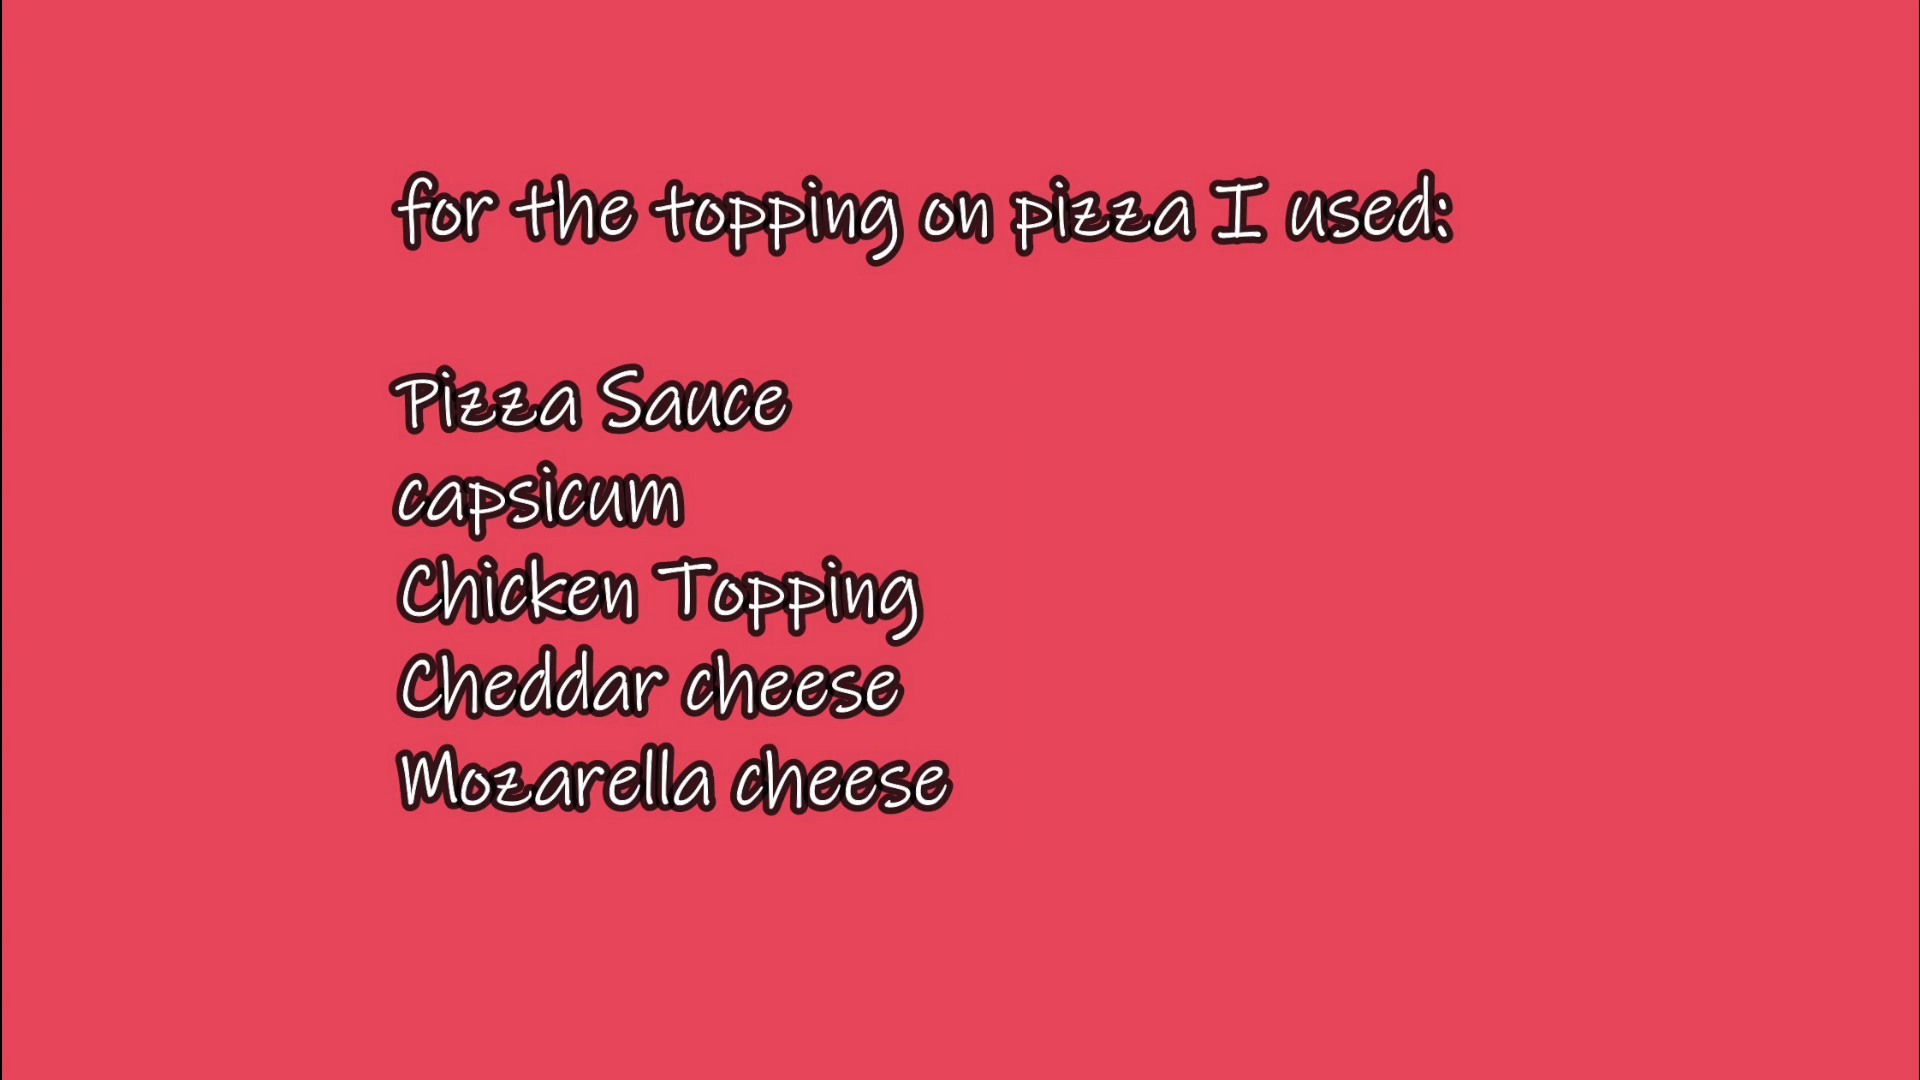 for the topping on pizza I used:
Pizza Sauce
capsicum
Chicken Topping
Cheddar cheese
Mozarella cheese